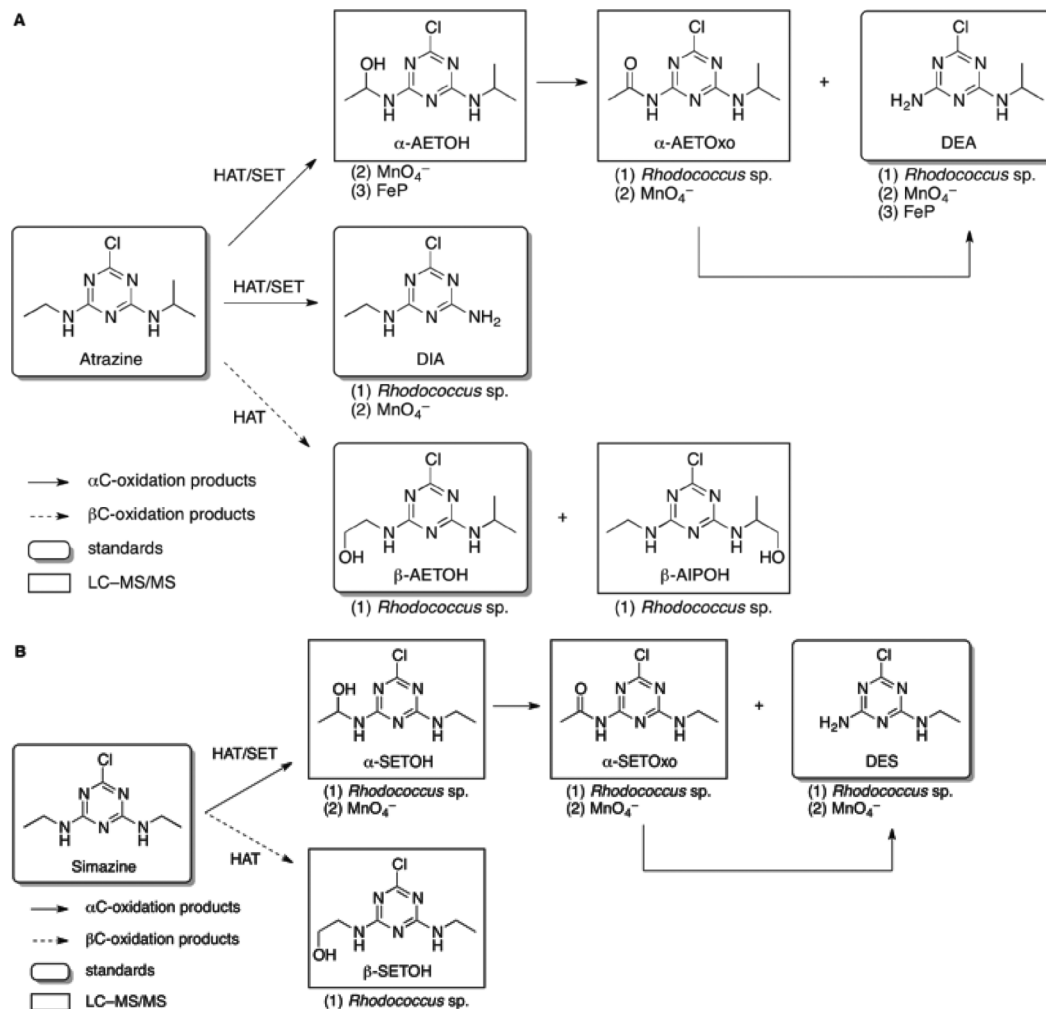 A
Cl
OH
N
N
N
N
H
N
H
α-AETOH
(2) MnO₄⁻
(3) FeP
Cl
O
N
N
N
N
H
N
H
α-AETOxo
(1) Rhodococcus sp.
(2) MnO₄⁻
+
Cl
N
N
H₂N
N
N
H
DEA
(1) Rhodococcus sp.
(2) MnO₄⁻
(3) FeP
HAT/SET
Cl
N
N
N
H
N
N
H
Atrazine
HAT/SET
Cl
N
N
N
H
N
NH₂
DIA
(1) Rhodococcus sp.
(2) MnO₄⁻
HAT
Cl
N
N
N
H
N
N
H
OH
β-AETOH
(1) Rhodococcus sp.
+
Cl
N
N
N
H
N
N
H
HO
β-AIPOH
(1) Rhodococcus sp.
αC-oxidation products
βC-oxidation products
standards
LC–MS/MS
B
Cl
OH
N
N
N
H
N
N
H
α-SETOH
(1) Rhodococcus sp.
(2) MnO₄⁻
Cl
O
N
N
N
H
N
N
H
α-SETOxo
(1) Rhodococcus sp.
(2) MnO₄⁻
+
Cl
N
N
H₂N
N
N
H
DES
(1) Rhodococcus sp.
(2) MnO₄⁻
HAT/SET
Cl
N
N
N
H
N
N
H
Simazine
HAT
Cl
N
N
N
H
N
N
H
OH
β-SETOH
(1) Rhodococcus sp.
αC-oxidation products
βC-oxidation products
standards
LC–MS/MS